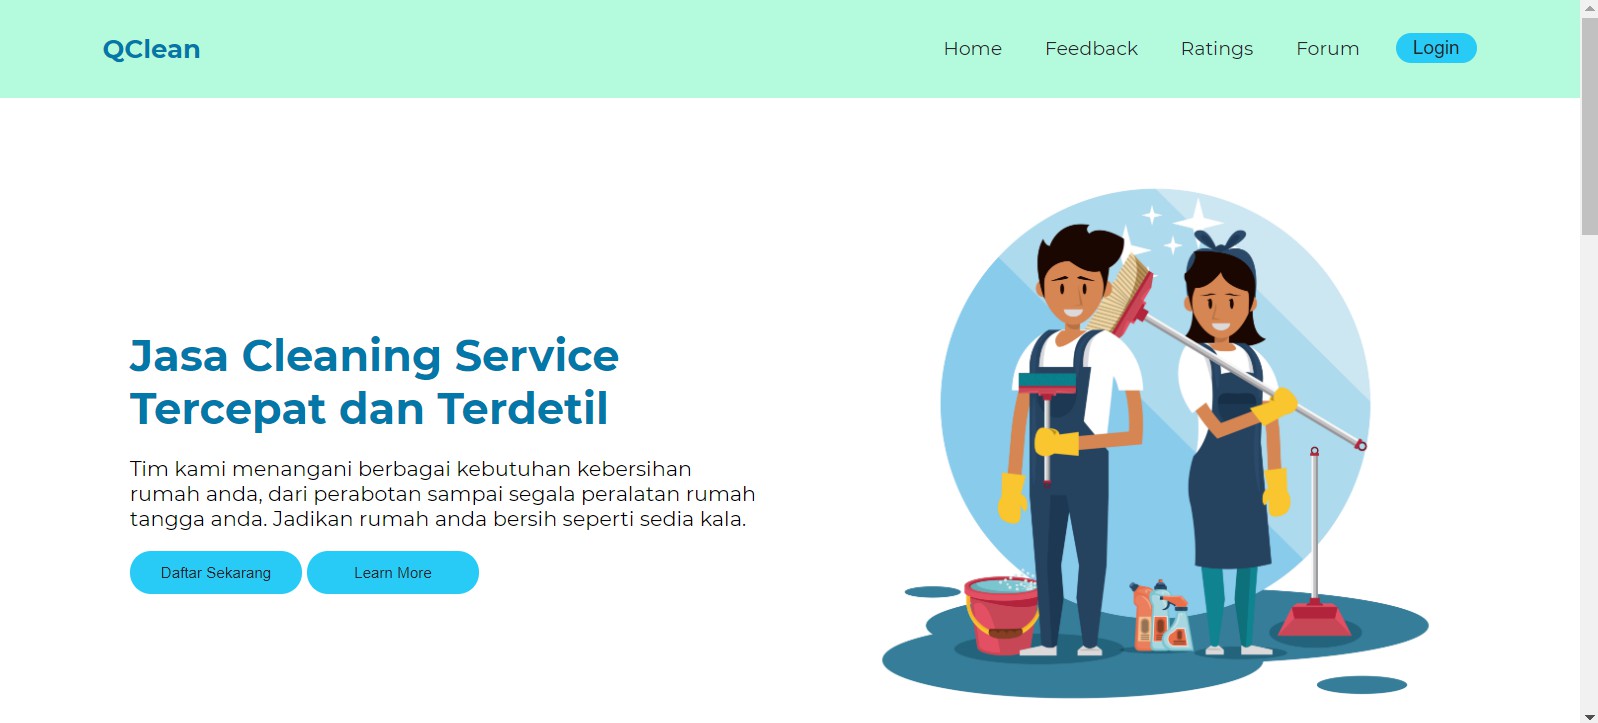 QClean
Home Feedback Ratings Forum Login
Jasa Cleaning Service
Tercepat dan Terdetil
Tim kami menangani berbagai kebutuhan kebersihan
rumah anda, dari perabotan sampai segala peralatan rumah
tangga anda. Jadikan rumah anda bersih seperti sedia kala.
Daftar Sekarang Learn More